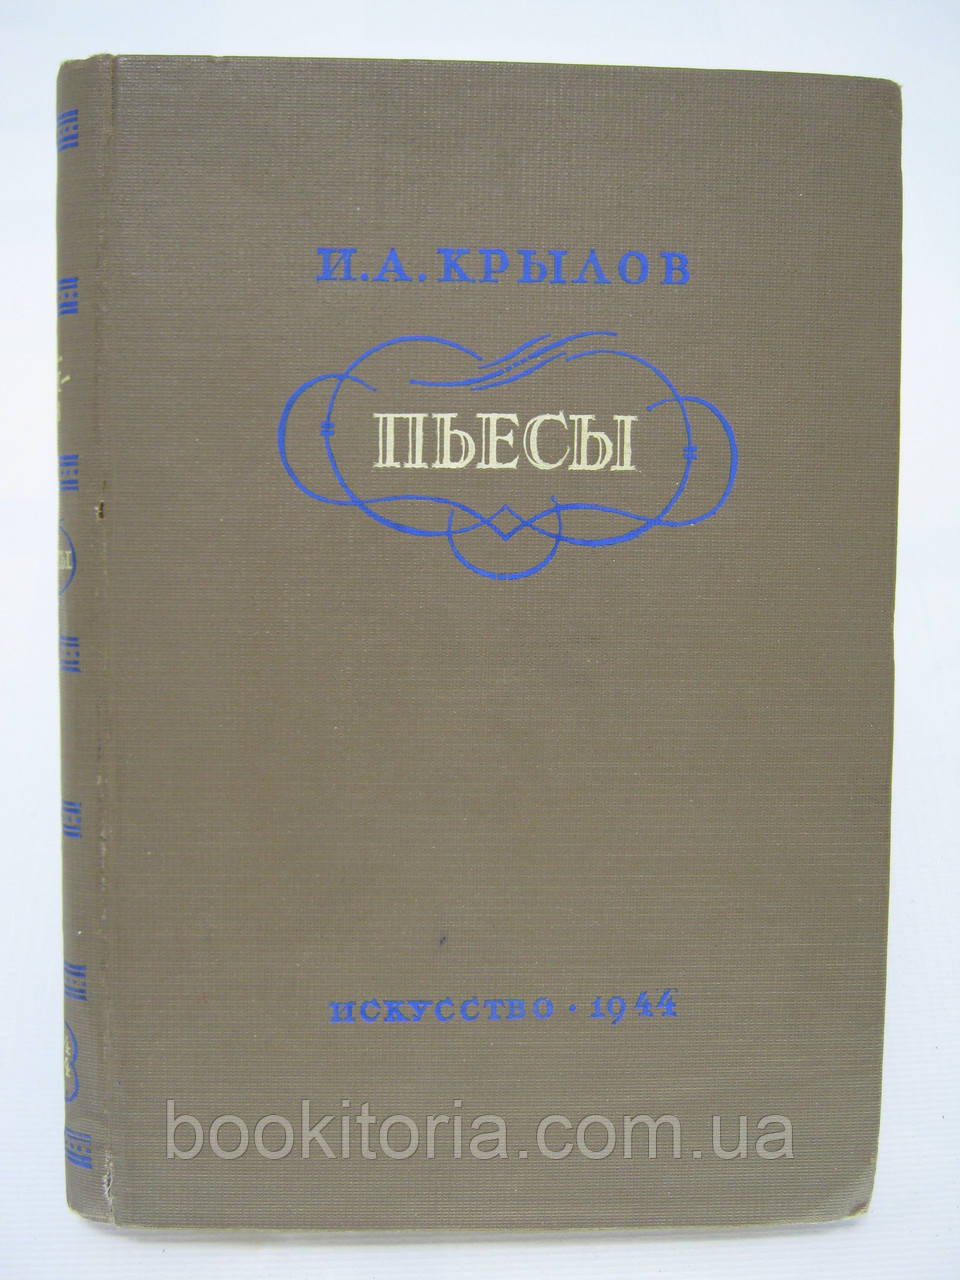 И.А.КРЫЛОВ
ПЬЕСЫ
ИСКУССТВО · 1944
bookitoria.com.ua